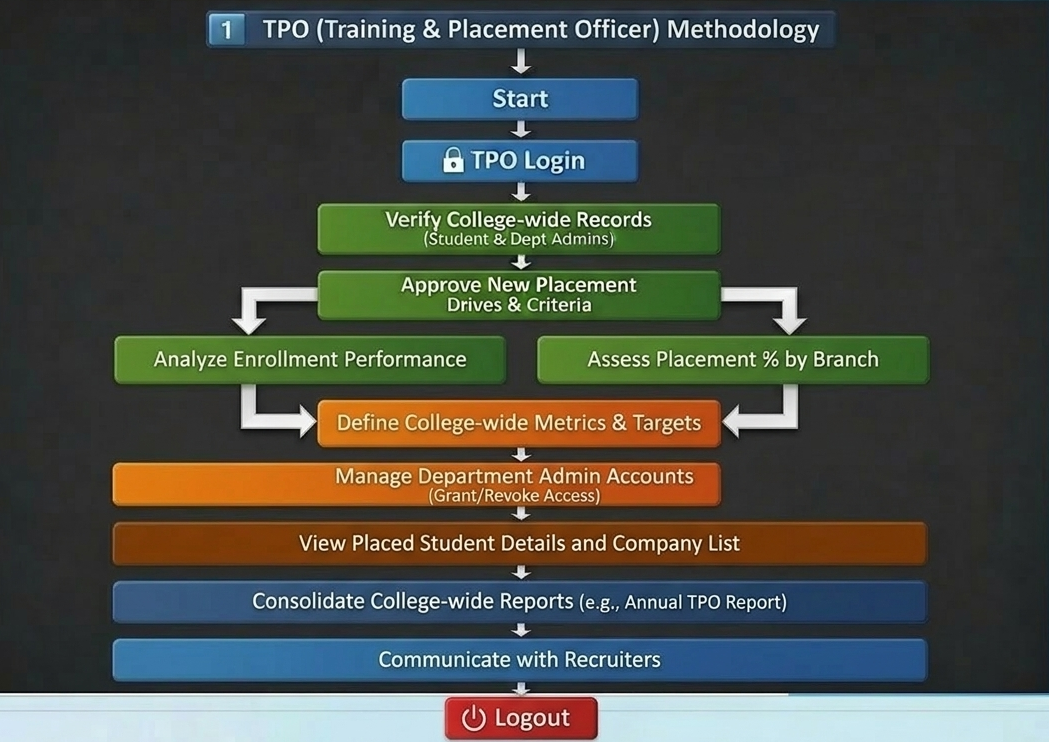 1 TPO (Training & Placement Officer) Methodology
Start
TPO Login
Verify College-wide Records
(Student & Dept Admins)
Approve New Placement
Drives & Criteria
Analyze Enrollment Performance
Assess Placement % by Branch
Define College-wide Metrics & Targets
Manage Department Admin Accounts
(Grant/Revoke Access)
View Placed Student Details and Company List
Consolidate College-wide Reports (e.g., Annual TPO Report)
Communicate with Recruiters
Logout